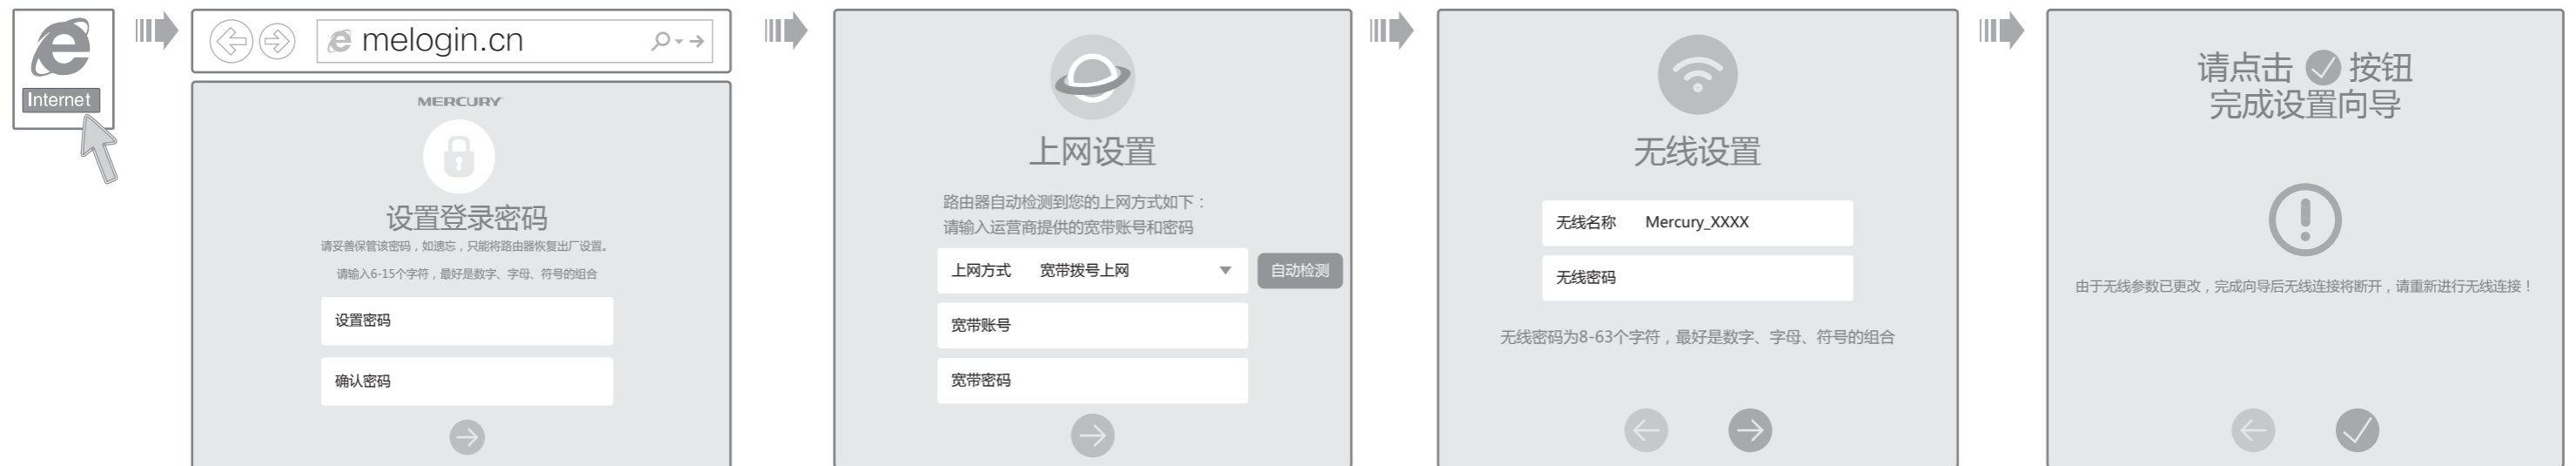 Internet
melogin.cn
MERCURY
设置登录密码
请妥善保管该密码，如遗忘，只能将路由器恢复出厂设置。
请输入6-15个字符，最好是数字、字母、符号的组合
设置密码
确认密码
上网设置
路由器自动检测到您的上网方式如下：
请输入运营商提供的宽带账号和密码
上网方式 宽带拨号上网 自动检测
宽带账号
宽带密码
无线设置
无线名称 Mercury_XXXX
无线密码
无线密码为8-63个字符，最好是数字、字母、符号的组合
请点击 按钮
完成设置向导
由于无线参数已更改，完成向导后无线连接将断开，请重新进行无线连接！